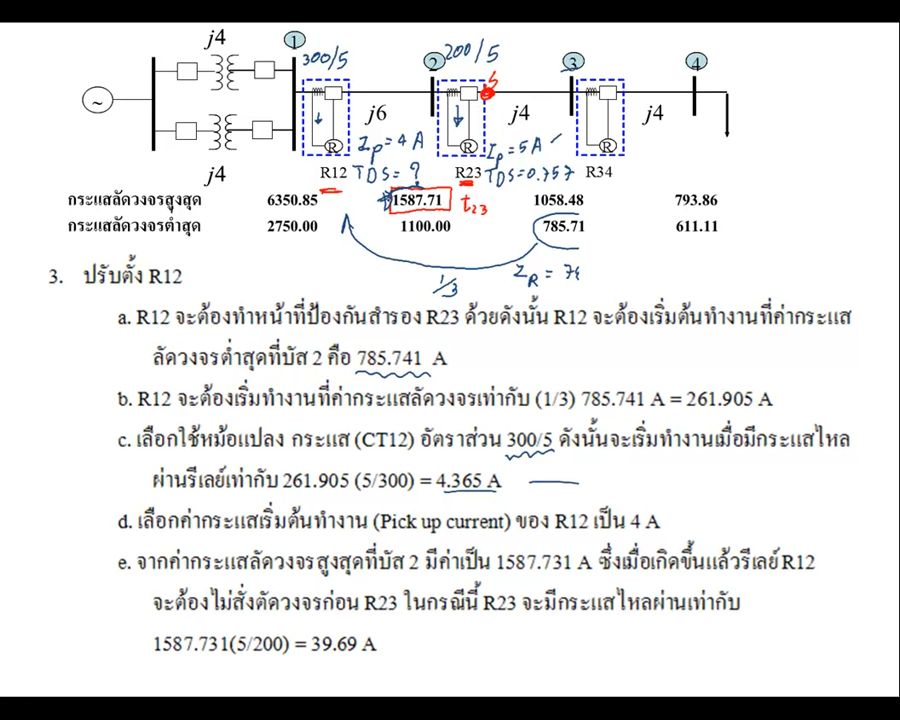 j4
1
300/5
2
200/5
3
4
~
j6
j4
j4
R
R
R
I_P = 4 A
I_P = 5 A
j4
R12
TDS = ?
R23
TDS = 0.757
R34
กระแสลัดวงจรสูงสุด 6350.85 1587.71 t23 1058.48 793.86
กระแสลัดวงจรต่ำสุด 2750.00 1100.00 785.71 611.11
1/3
3. ปรับตั้ง R12
a. R12 จะต้องทำหน้าที่ป้องกันสำรอง R23 ด้วยดังนั้น R12 จะต้องเริ่มต้นทำงานที่ค่ากระแส
ลัดวงจรต่ำสุดที่บัส 2 คือ 785.741 A
b. R12 จะต้องเริ่มทำงานที่ค่ากระแสลัดวงจรเท่ากับ (1/3) 785.741 A = 261.905 A
c. เลือกใช้หม้อแปลง กระแส (CT12) อัตราส่วน 300/5 ดังนั้นจะเริ่มทำงานเมื่อมีกระแสไหล
ผ่านรีเลย์เท่ากับ 261.905 (5/300) = 4.365 A
d. เลือกค่ากระแสเริ่มต้นทำงาน (Pick up current) ของ R12 เป็น 4 A
e. จากค่ากระแสลัดวงจรสูงสุดที่บัส 2 มีค่าเป็น 1587.731 A ซึ่งเมื่อเกิดขึ้นแล้วรีเลย์ R12
จะต้องไม่สั่งตัดวงจรก่อน R23 ในกรณีนี้ R23 จะมีกระแสไหลผ่านเท่ากับ
1587.731(5/200) = 39.69 A